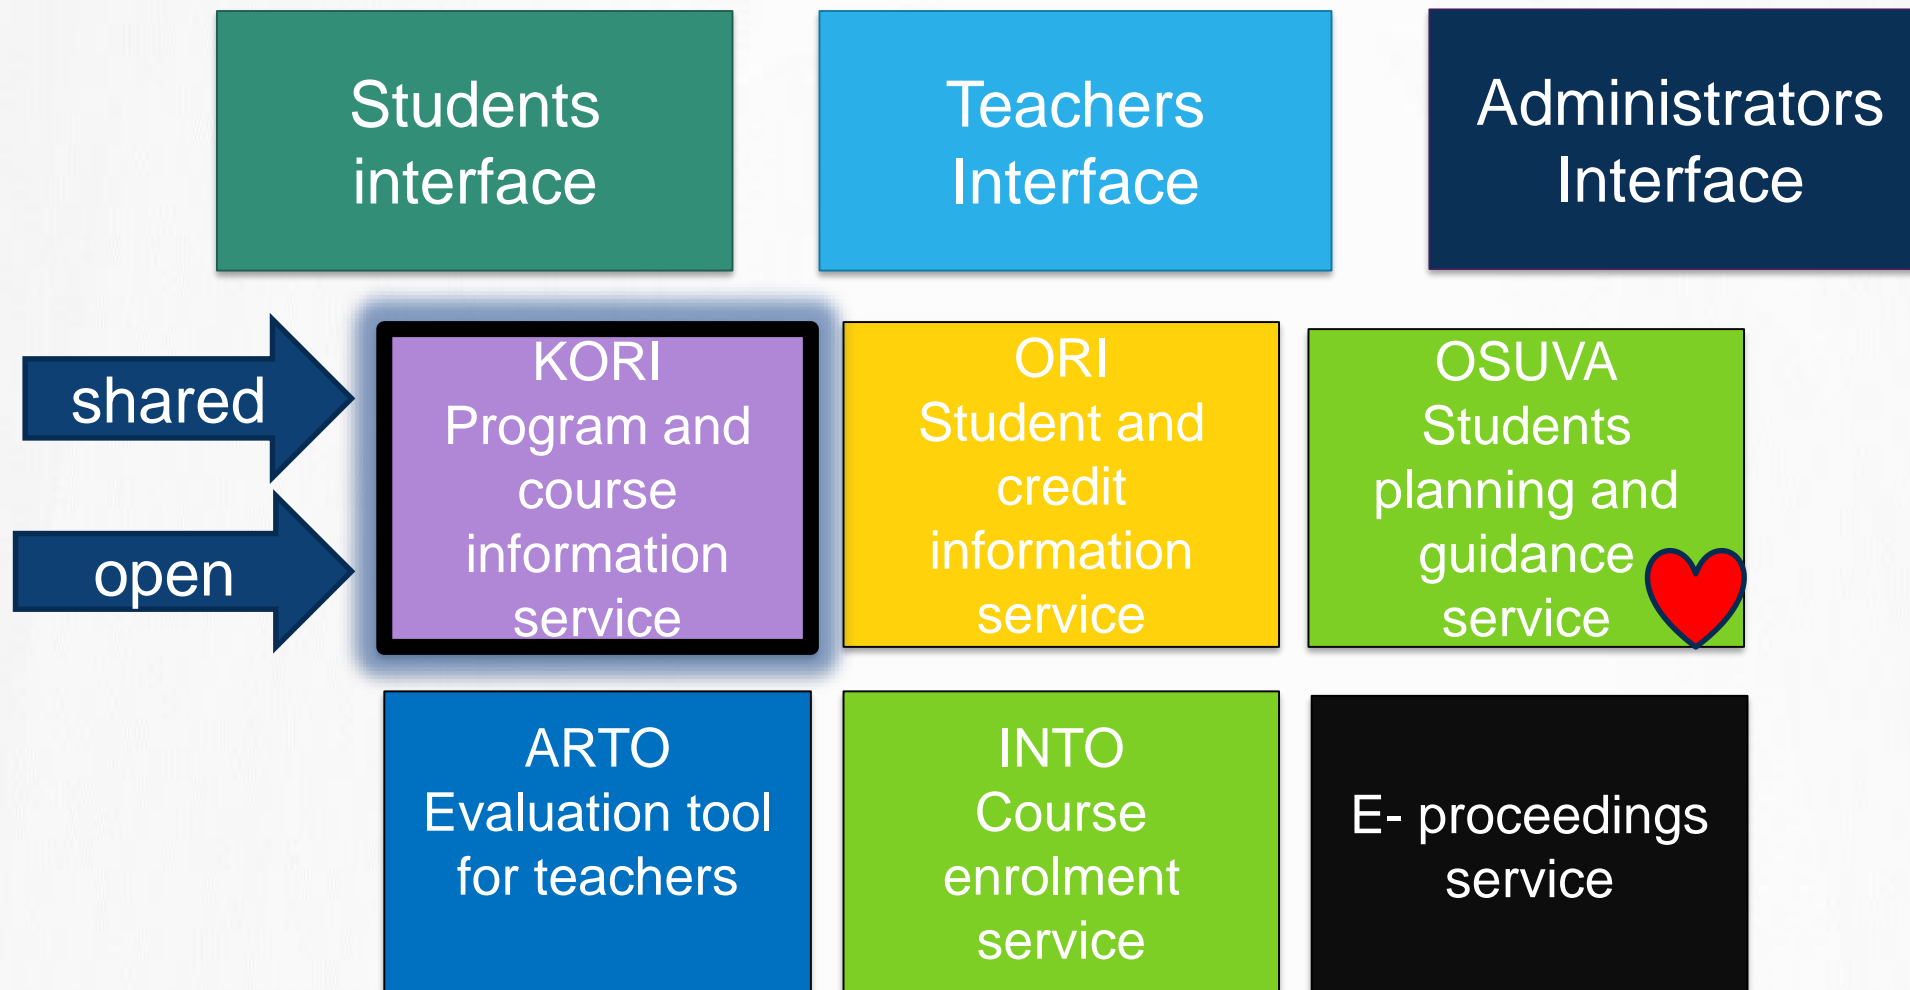 Students
interface
Teachers
Interface
Administrators
Interface
shared
open
KORI
Program and
course
information
service
ORI
Student and
credit
information
service
OSUVA
Students
planning and
guidance
service
ARTO
Evaluation tool
for teachers
INTO
Course
enrolment
service
E- proceedings
service